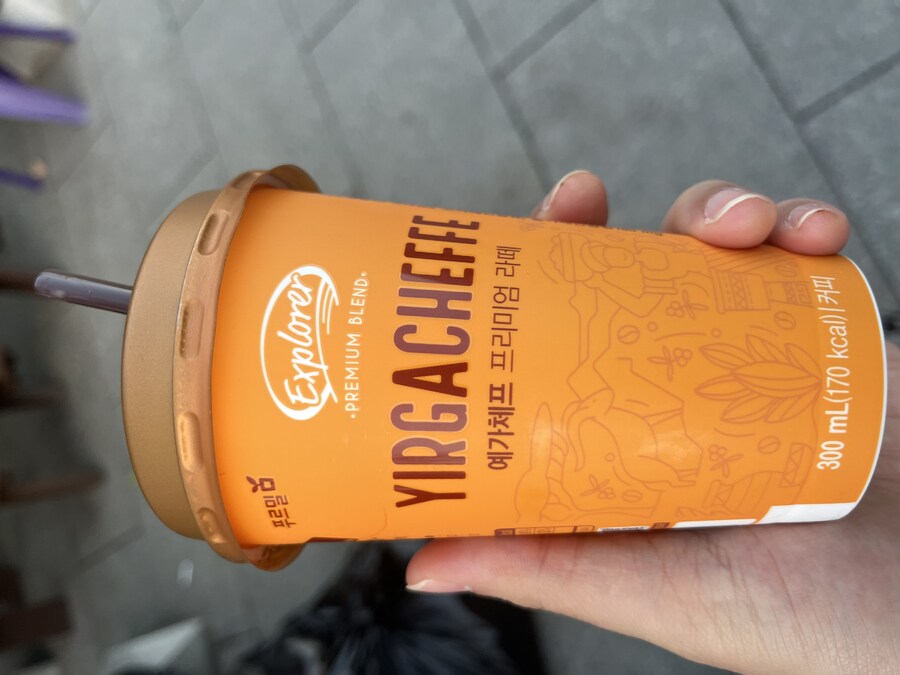 푸르밀
Explorer
·PREMIUM BLEND·
YIRGACHEFFE
예가체프 프리미엄 라떼
300 mL(170 kcal) | 커피